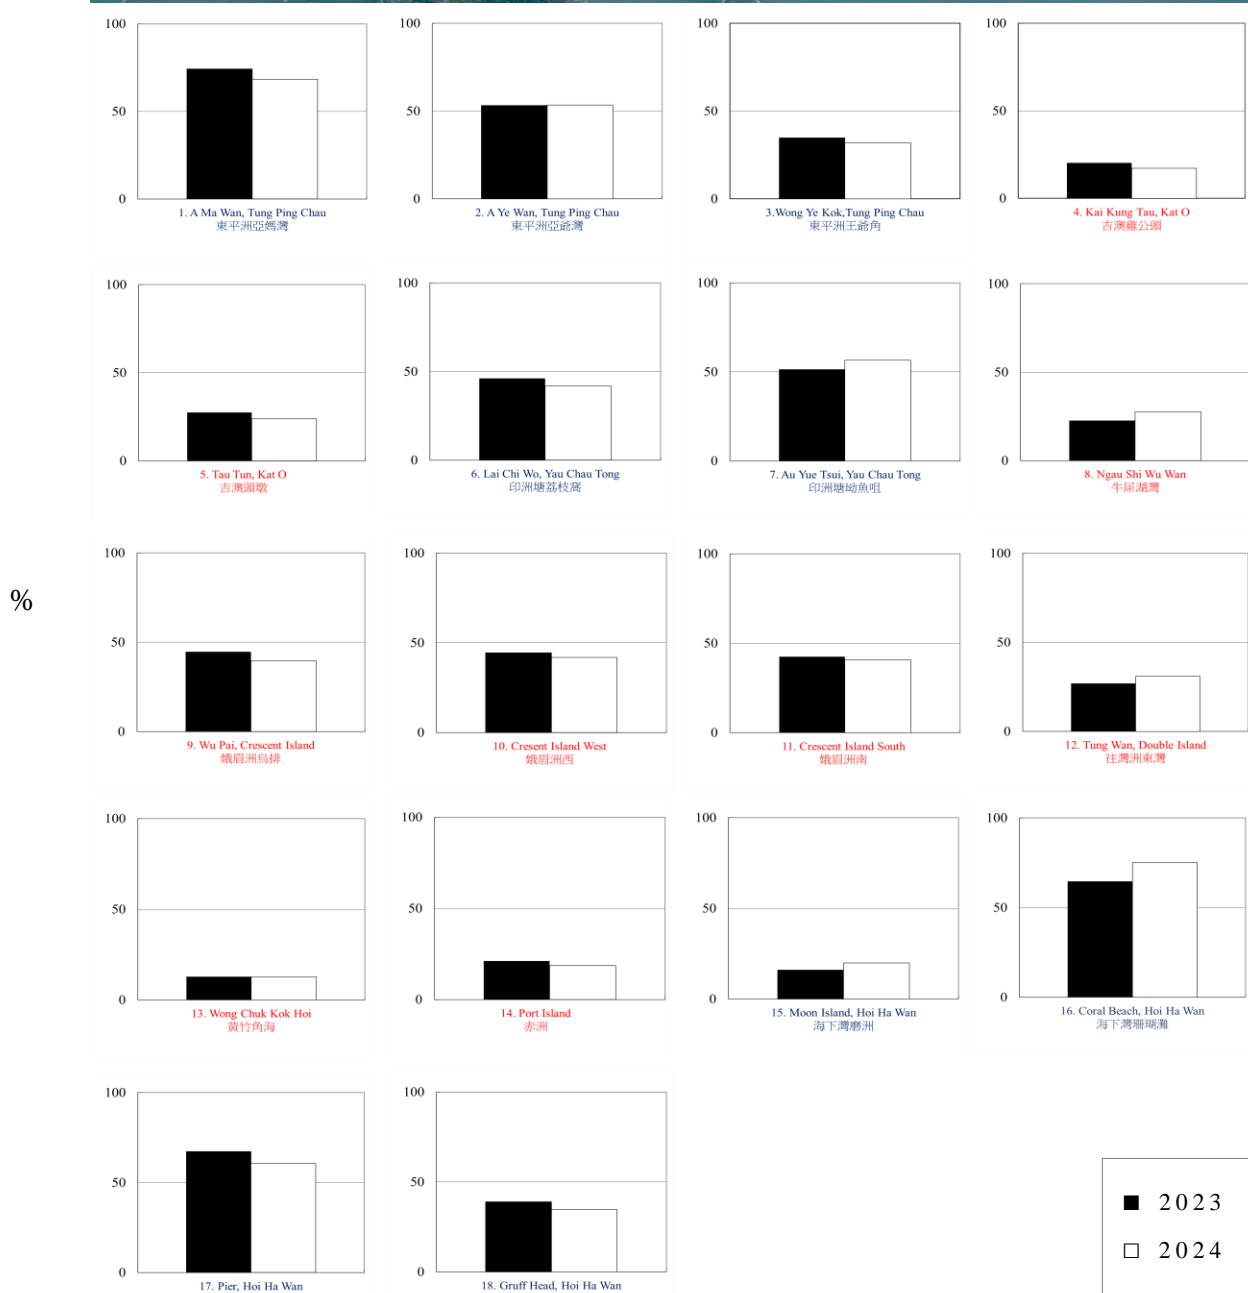 100
50
0
1. A Ma Wan, Tung Ping Chau
東平洲亞媽灣
100
50
0
2. A Ye Wan, Tung Ping Chau
東平洲亞爺灣
100
50
0
3.Wong Ye Kok,Tung Ping Chau
東平洲王爺角
100
50
0
4. Kai Kung Tau, Kat O
吉澳雞公頭
100
50
0
5. Tau Tun, Kat O
吉澳頭墩
100
50
0
6. Lai Chi Wo, Yau Chau Tong
印洲塘荔枝窩
100
50
0
7. Au Yue Tsui, Yau Chau Tong
印洲塘坳魚咀
100
50
0
8. Ngau Shi Wu Wan
牛屎湖灣
%
100
50
0
9. Wu Pai, Crescent Island
娥眉洲烏排
100
50
0
10. Cresent Island West
娥眉洲西
100
50
0
11. Crescent Island South
娥眉洲南
100
50
0
12. Tung Wan, Double Island
往灣洲東灣
100
50
0
13. Wong Chuk Kok Hoi
黃竹角海
100
50
0
14. Port Island
赤洲
100
50
0
15. Moon Island, Hoi Ha Wan
海下灣磨洲
100
50
0
16. Coral Beach, Hoi Ha Wan
海下灣珊瑚灘
100
50
0
17. Pier, Hoi Ha Wan
100
50
0
18. Gruff Head, Hoi Ha Wan
2023
2024